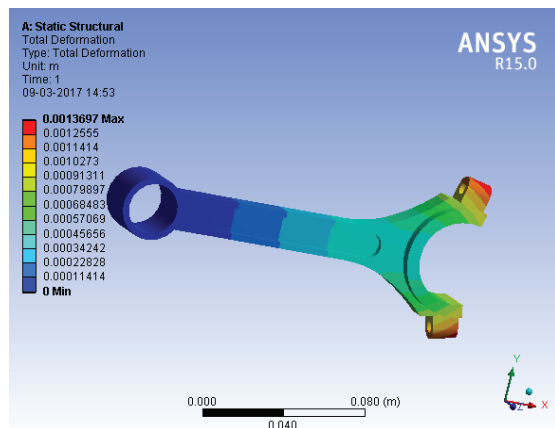 A: Static Structural
Total Deformation
Type: Total Deformation
Unit: m
Time: 1
09-03-2017 14:53
ANSYS
R15.0
0.0013697 Max
0.0012555
0.0011414
0.0010273
0.00091311
0.00079897
0.00068483
0.00057069
0.00045656
0.00034242
0.00022828
0.00011414
0 Min
0.000
0.080 (m)
0.040
Y
X
Z